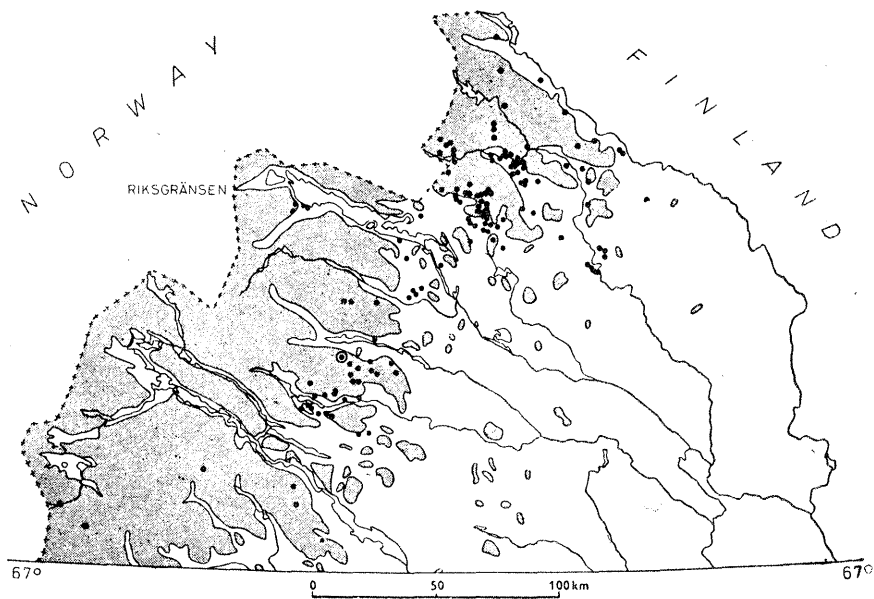 NORWAY
FINLAND
RIKSGRÄNSEN
67° 67°
0 50 100 km